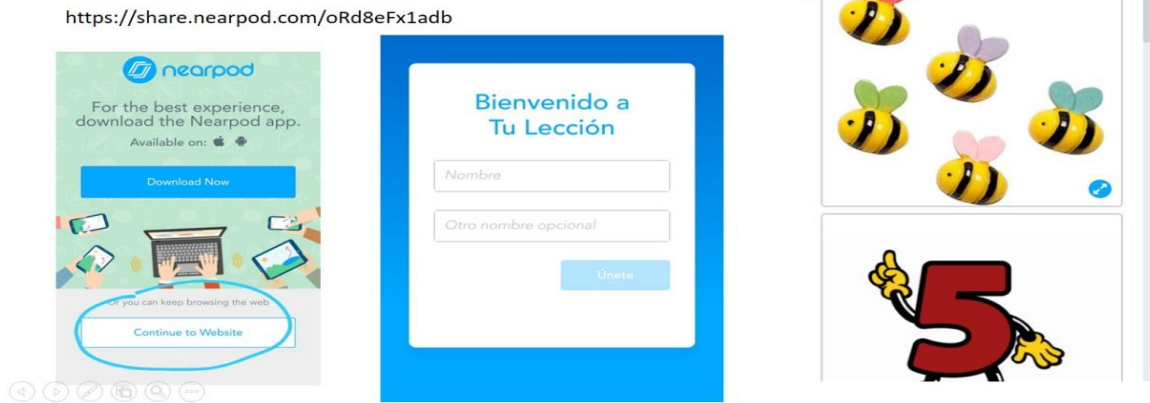 https://share.nearpod.com/oRd8eFx1adb
nearpod
For the best experience,
download the Nearpod app.
Available on:
Download Now
Or you can keep browsing the web
Continue to Website
Bienvenido a
Tu Lección
Nombre
Otro nombre opcional
Únete
5